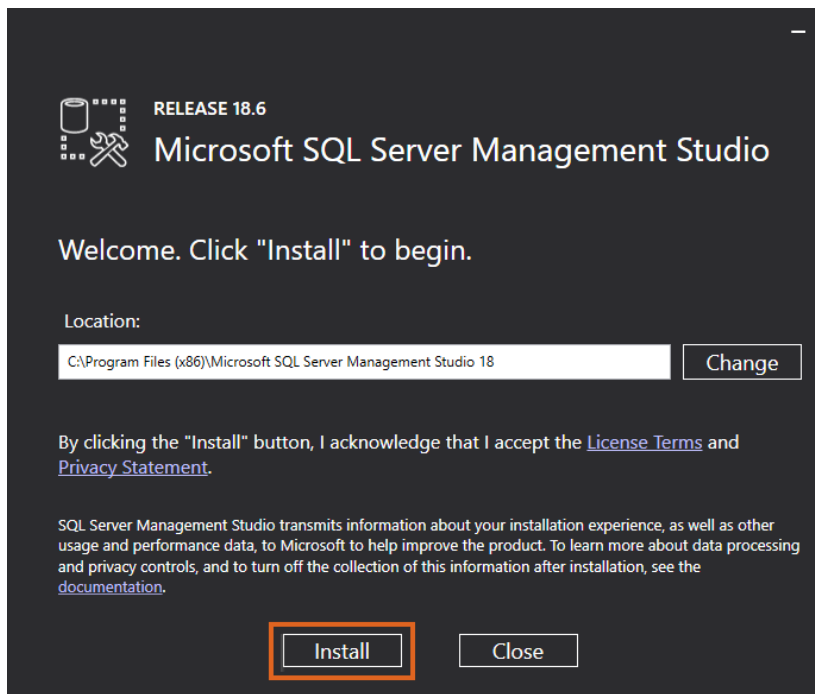 RELEASE 18.6
Microsoft SQL Server Management Studio
Welcome. Click "Install" to begin.
Location:
C:\Program Files (x86)\Microsoft SQL Server Management Studio 18
Change
By clicking the "Install" button, I acknowledge that I accept the License Terms and
Privacy Statement.
SQL Server Management Studio transmits information about your installation experience, as well as other
usage and performance data, to Microsoft to help improve the product. To learn more about data processing
and privacy controls, and to turn off the collection of this information after installation, see the
documentation.
Install
Close